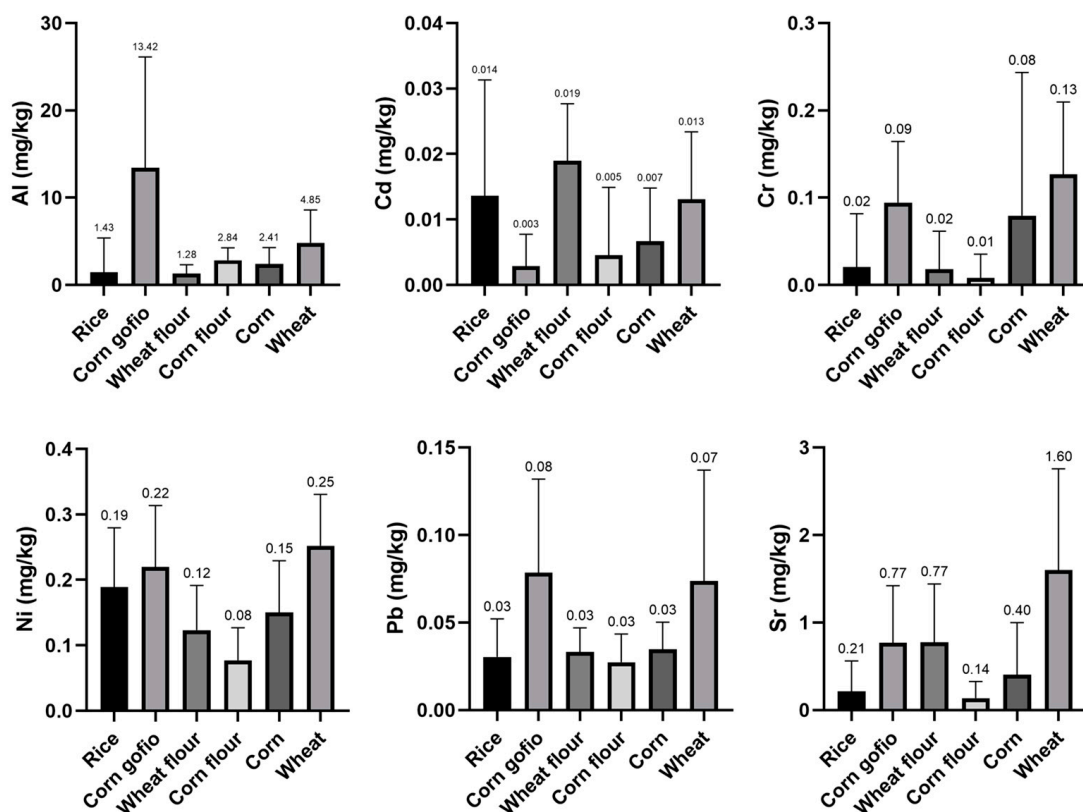 Al (mg/kg)
30
20
10
0
1.43
13.42
1.28
2.84
2.41
4.85
Rice
Corn gofio
Wheat flour
Corn flour
Corn
Wheat
Cd (mg/kg)
0.04
0.03
0.02
0.01
0.00
0.014
0.003
0.019
0.005
0.007
0.013
Rice
Corn gofio
Wheat flour
Corn flour
Corn
Wheat
Cr (mg/kg)
0.3
0.2
0.1
0.0
0.02
0.09
0.02
0.01
0.08
0.13
Rice
Corn gofio
Wheat flour
Corn flour
Corn
Wheat
Ni (mg/kg)
0.4
0.3
0.2
0.1
0.0
0.19
0.22
0.12
0.08
0.15
0.25
Rice
Corn gofio
Wheat flour
Corn flour
Corn
Wheat
Pb (mg/kg)
0.15
0.10
0.05
0.00
0.03
0.08
0.03
0.03
0.03
0.07
Rice
Corn gofio
Wheat flour
Corn flour
Corn
Wheat
Sr (mg/kg)
3
2
1
0
0.21
0.77
0.77
0.14
0.40
1.60
Rice
Corn gofio
Wheat flour
Corn flour
Corn
Wheat